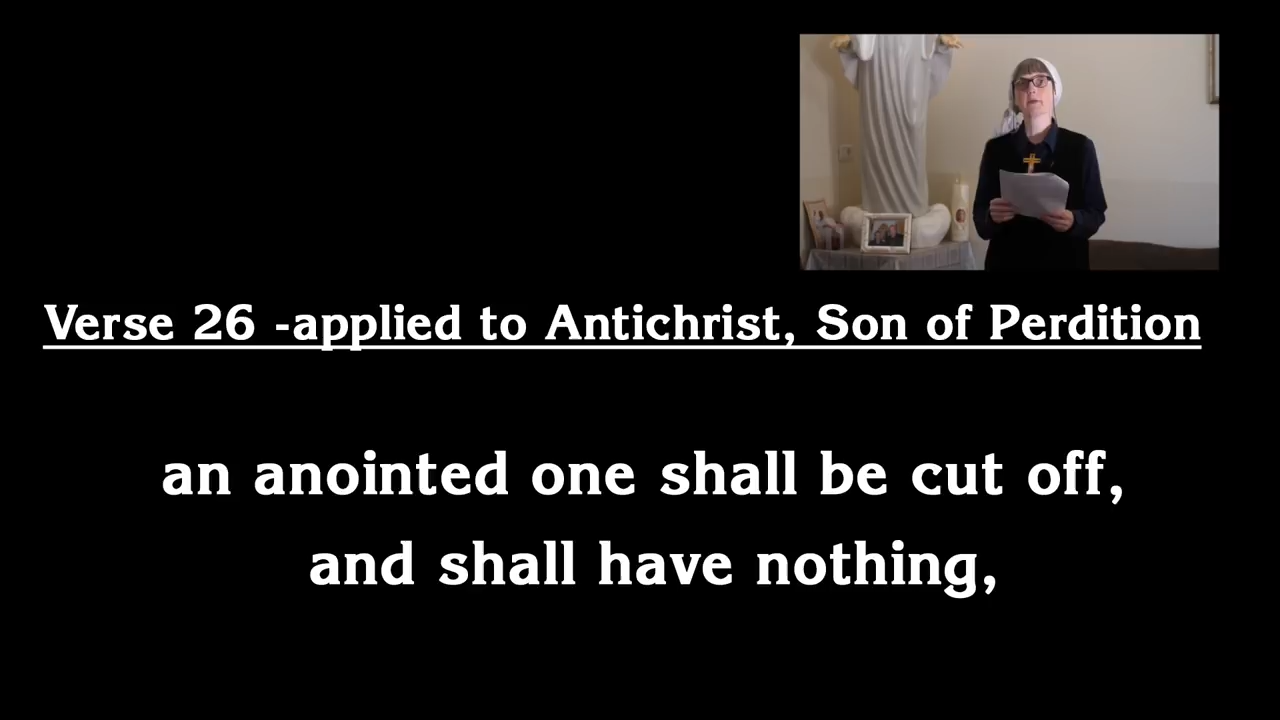 Verse 26 -applied to Antichrist, Son of Perdition
an anointed one shall be cut off,
and shall have nothing,